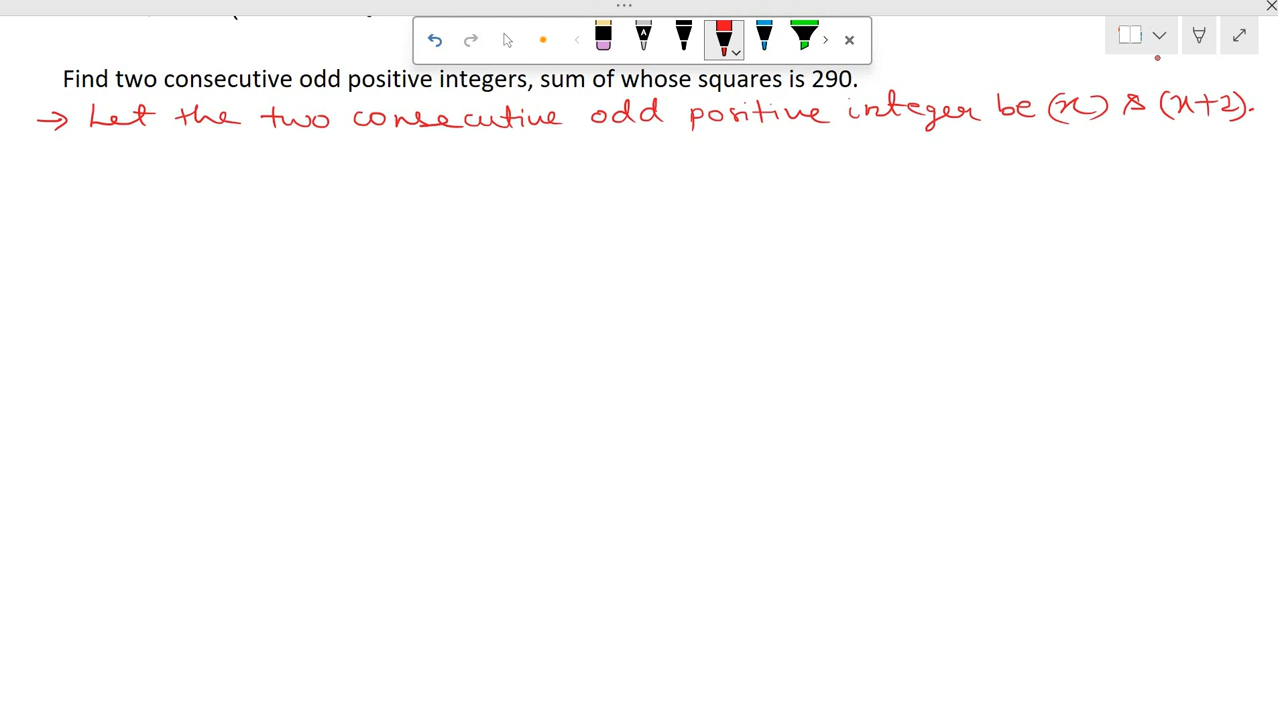 Find two consecutive odd positive integers, sum of whose squares is 290.
→ Let the two consecutive odd positive integer be (x) & (x+2).